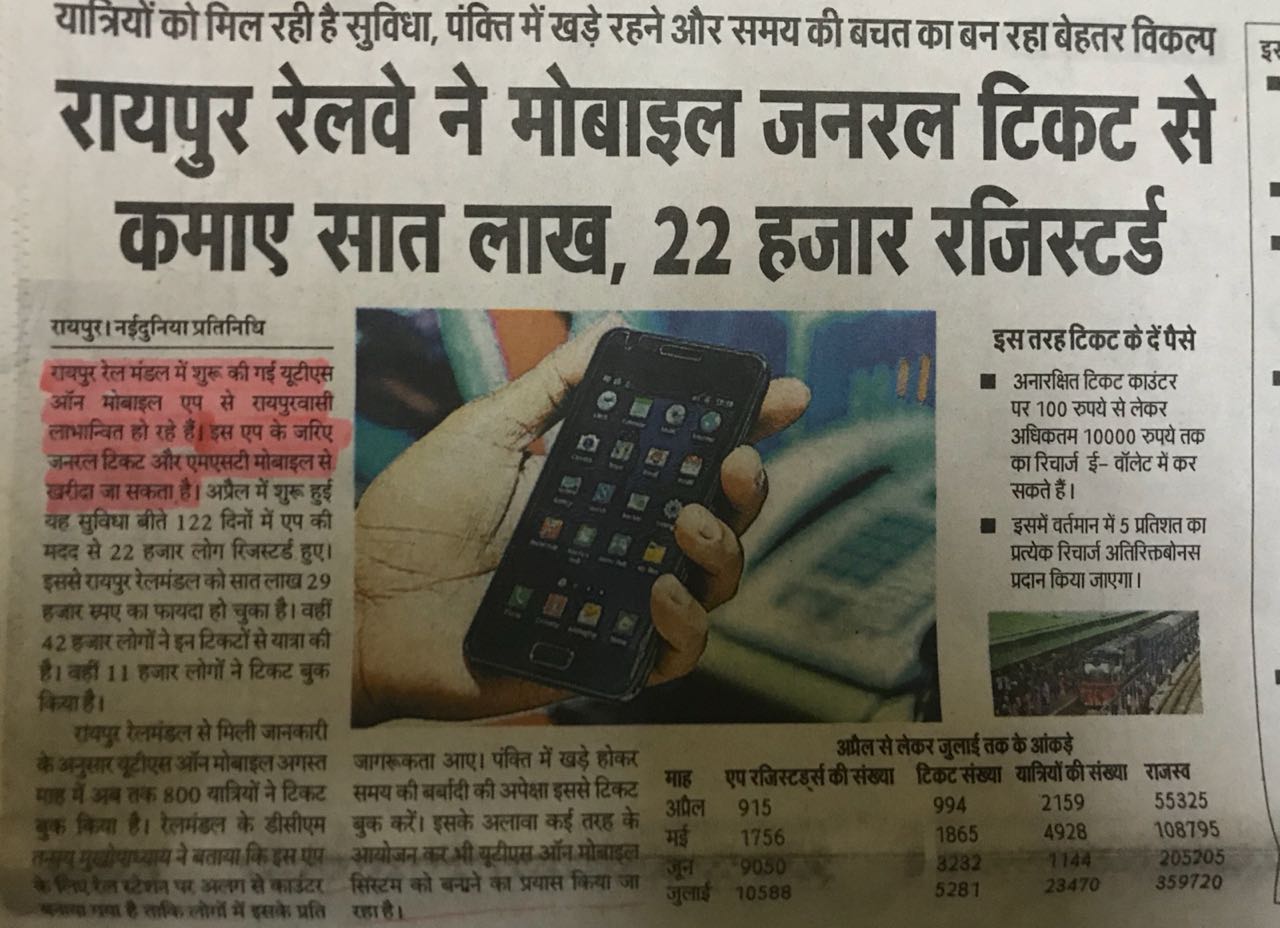 यात्रियों को मिल रही है सुविधा, पंक्ति में खड़े रहने और समय की बचत का बन रहा बेहतर विकल्प
रायपुर रेलवे ने मोबाइल जनरल टिकट से
कमाए सात लाख, 22 हजार रजिस्टर्ड
रायपुर। नईदुनिया प्रतिनिधि
रायपुर रेल मंडल में शुरू की गई यूटीएस
ऑन मोबाइल एप से रायपुरवासी
लाभान्वित हो रहे हैं। इस एप के जरिए
जनरल टिकट और एमएसटी मोबाइल से
खरीदा जा सकता है। अप्रैल में शुरू हुई
यह सुविधा बीते 122 दिनों में एप की
मदद से 22 हजार लोग रिजस्टर्ड हुए।
इससे रायपुर रेलमंडल को सात लाख 29
हजार रुपए का फायदा हो चुका है। वहीं
42 हजार लोगों ने इन टिकटों से यात्रा की
है। वहीं 11 हजार लोगों ने टिकट बुक
किया है।
रायपुर रेलमंडल से मिली जानकारी
के अनुसार यूटीएस ऑन मोबाइल अगस्त
माह में अब तक 800 यात्रियों ने टिकट
बुक किया है। रेलमंडल के डीसीएम
तन्मय मुखोपाध्याय ने बताया कि इस एप
के लिए रेल स्टेशन पर अलग से काउंटर
बनाया गया है ताकि लोगों में इसके प्रति
जागरूकता आए। पंक्ति में खड़े होकर
समय की बर्बादी की अपेक्षा इससे टिकट
बुक करें। इसके अलावा कई तरह के
आयोजन कर भी यूटीएस ऑन मोबाइल
सिस्टम को बनाने का प्रयास किया जा
रहा है।
इस तरह टिकट के दें पैसे
■ अनारक्षित टिकट काउंटर
पर 100 रुपये से लेकर
अधिकतम 10000 रुपये तक
का रिचार्ज ई- वॉलेट में कर
सकते हैं।
■ इसमें वर्तमान में 5 प्रतिशत का
प्रत्येक रिचार्ज अतिरिक्तबोनस
प्रदान किया जाएगा।
अप्रैल से लेकर जुलाई तक के आंकड़े
माह एप रजिस्टर्ड्स की संख्या टिकट संख्या यात्रियों की संख्या राजस्व
अप्रैल 915 994 2159 55325
मई 1756 1865 4928 108795
जून 9050 3232 1144 205205
जुलाई 10588 5281 23470 359720